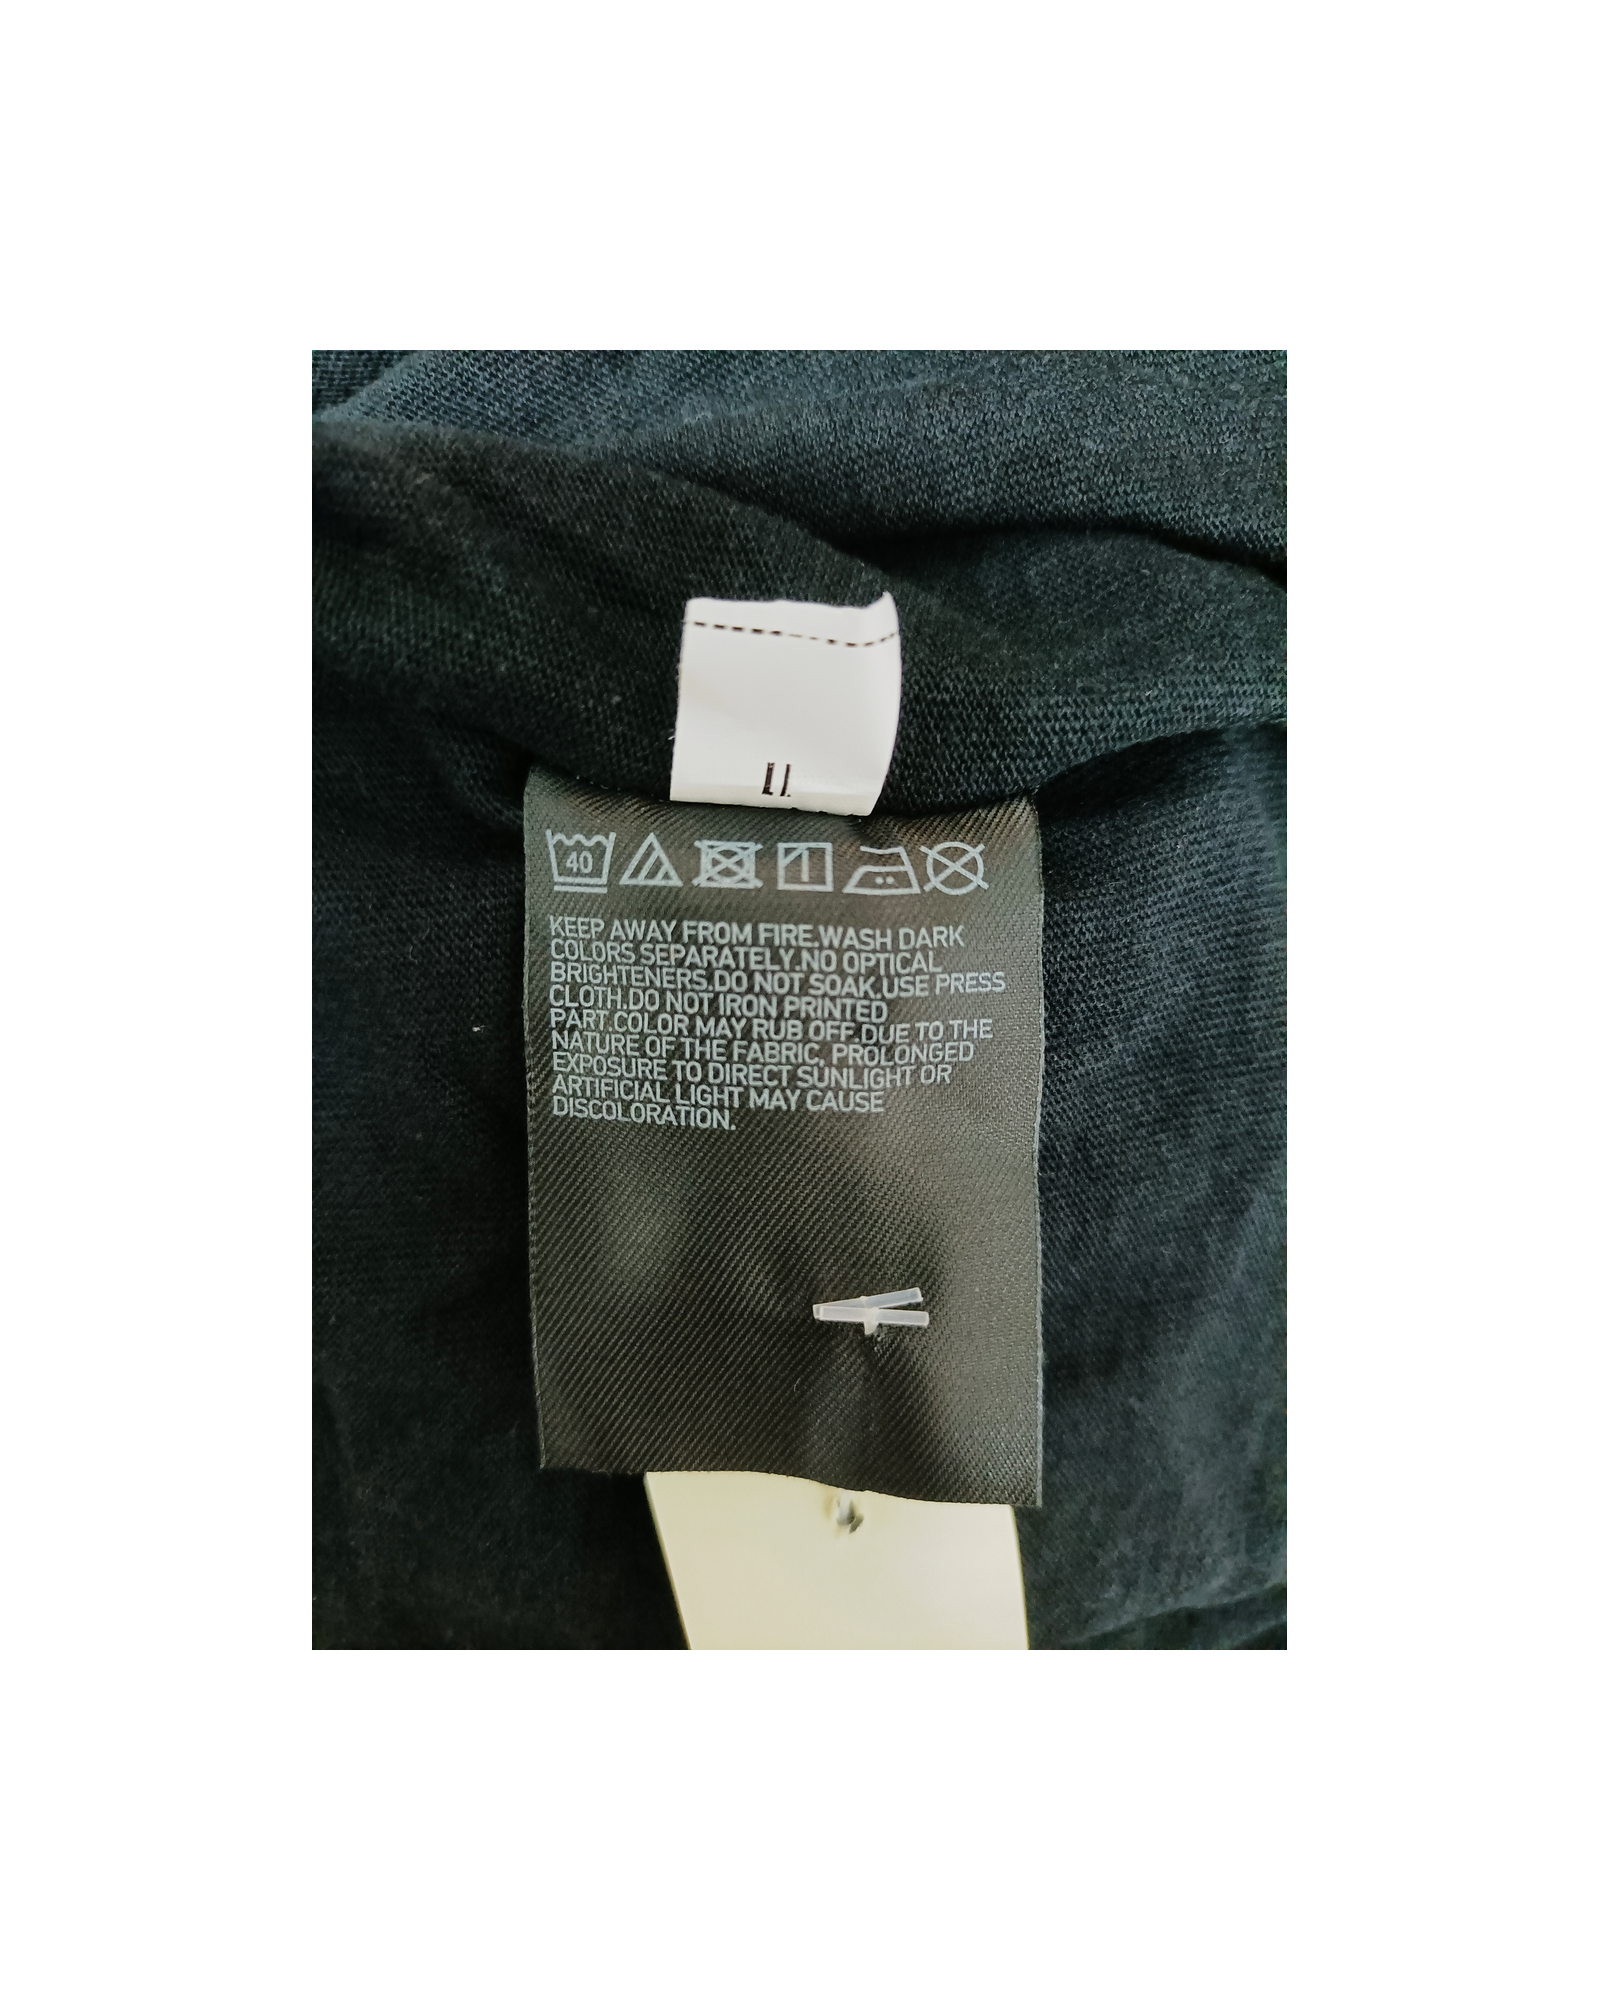 40
KEEP AWAY FROM FIRE.WASH DARK
COLORS SEPARATELY.NO OPTICAL
BRIGHTENERS.DO NOT SOAK.USE PRESS
CLOTH.DO NOT IRON PRINTED
PART.COLOR MAY RUB OFF.DUE TO THE
NATURE OF THE FABRIC, PROLONGED
EXPOSURE TO DIRECT SUNLIGHT OR
ARTIFICIAL LIGHT MAY CAUSE
DISCOLORATION.